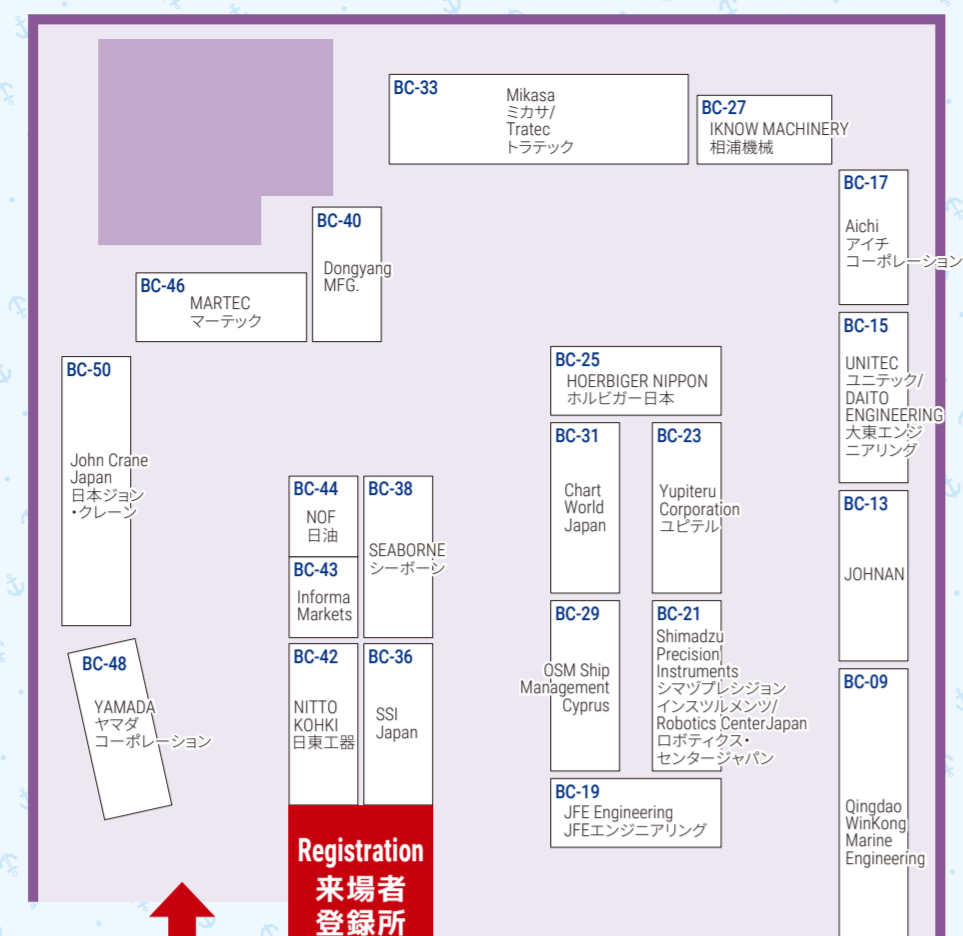 BC-33
Mikasa
ミカサ/
Tratec
トラテック
BC-27
IKNOW MACHINERY
相浦機械
BC-17
Aichi
アイチ
コーポレーション
BC-40
Dongyang
MFG.
BC-46
MARTEC
マーテック
BC-15
UNITEC
ユニテック/
DAITO
ENGINEERING
大東エンジ
ニアリング
BC-50
John Crane
Japan
日本ジョン
・クレーン
BC-25
HOERBIGER NIPPON
ホルビガー日本
BC-31
Chart
World
Japan
BC-23
Yupiteru
Corporation
ユピテル
BC-44
NOF
日油
BC-38
SEABORNE
シーボーン
BC-13
JOHNAN
BC-43
Informa
Markets
BC-29
OSM Ship
Management
Cyprus
BC-21
Shimadzu
Precision
Instruments
シマヅプレシジョン
インスツルメンツ/
Robotics CenterJapan
ロボティクス・
センタージャパン
BC-48
YAMADA
ヤマダ
コーポレーション
BC-42
NITTO
KOHKI
日東工器
BC-36
SSI
Japan
BC-09
Qingdao
WinKong
Marine
Engineering
BC-19
JFE Engineering
JFEエンジニアリング
Registration
来場者
登録所